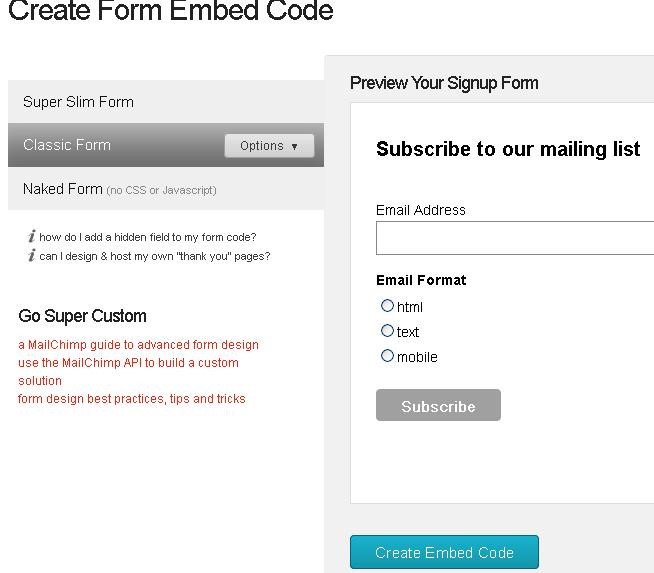 Create Form Embed Code
Super Slim Form
Classic Form
Options ▼
Naked Form (no CSS or Javascript)
i how do I add a hidden field to my form code?
i can I design & host my own "thank you" pages?
Go Super Custom
a MailChimp guide to advanced form design
use the MailChimp API to build a custom
solution
form design best practices, tips and tricks
Preview Your Signup Form
Subscribe to our mailing list
Email Address
Email Format
html
text
mobile
Subscribe
Create Embed Code